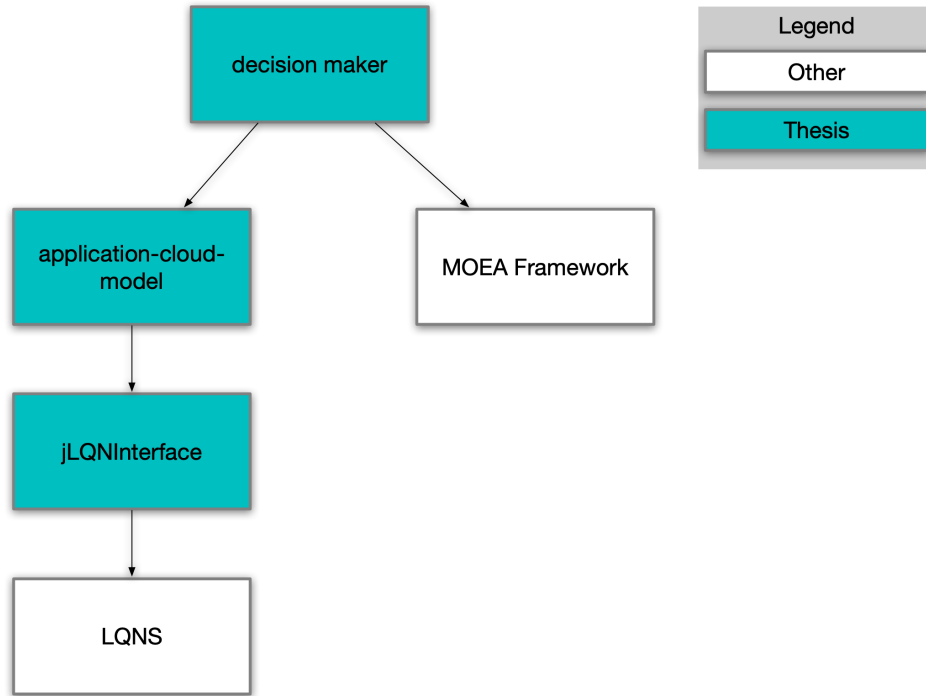 decision maker
Legend
Other
Thesis
application-cloud-
model
MOEA Framework
jLQNInterface
LQNS